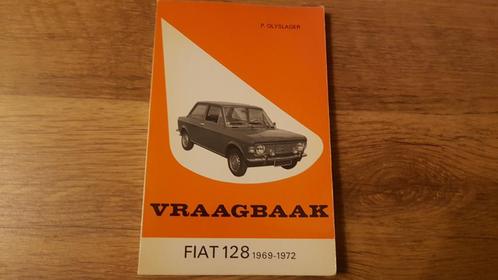 P. OLYSLAGER
VRAAGBAAK
FIAT 128 1969-1972